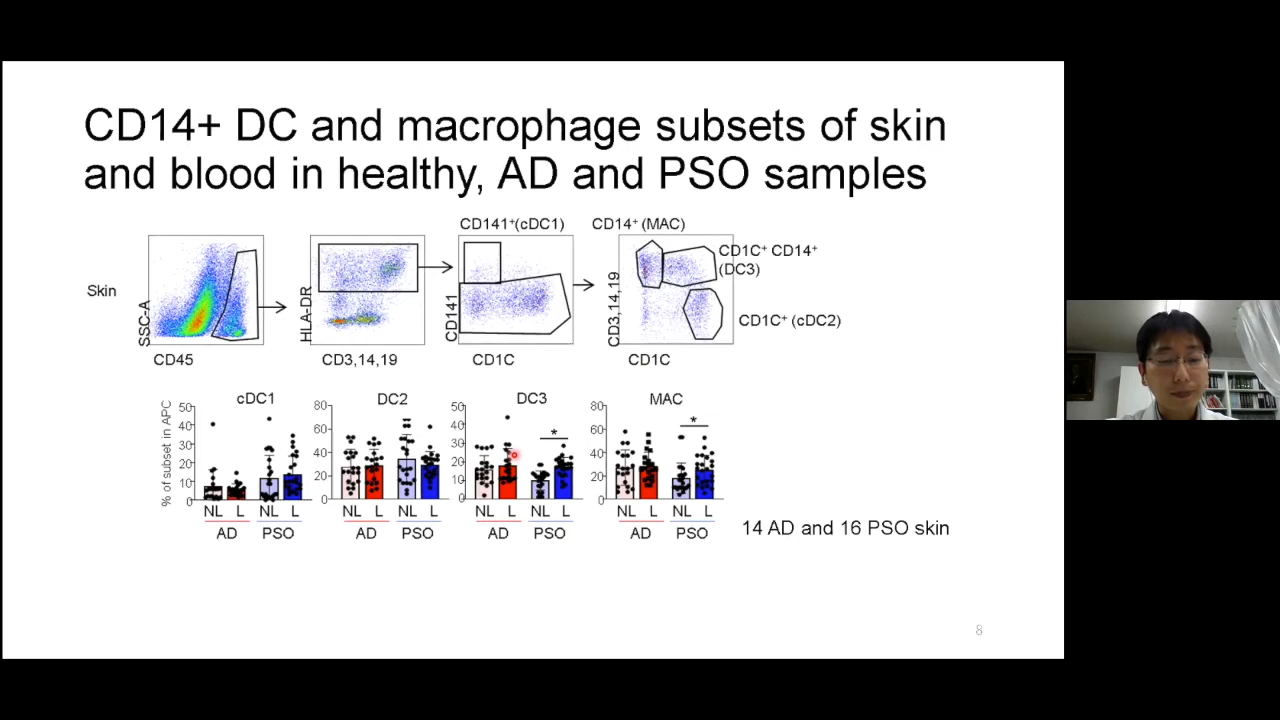 CD14+ DC and macrophage subsets of skin
and blood in healthy, AD and PSO samples
CD141+(cDC1)
CD14+ (MAC)
Skin
SSC-A
CD45
HLA-DR
CD3,14,19
CD141
CD1C
CD3,14,19
CD1C
CD1C+ CD14+
(DC3)
CD1C+ (cDC2)
% of subset in APC
cDC1
50
40
30
20
10
0
NL L NL L
AD PSO
DC2
80
60
40
20
0
NL L NL L
AD PSO
DC3
50
40
30
20
10
0
*
NL L NL L
AD PSO
MAC
80
60
40
20
0
*
NL L NL L
AD PSO
14 AD and 16 PSO skin
8